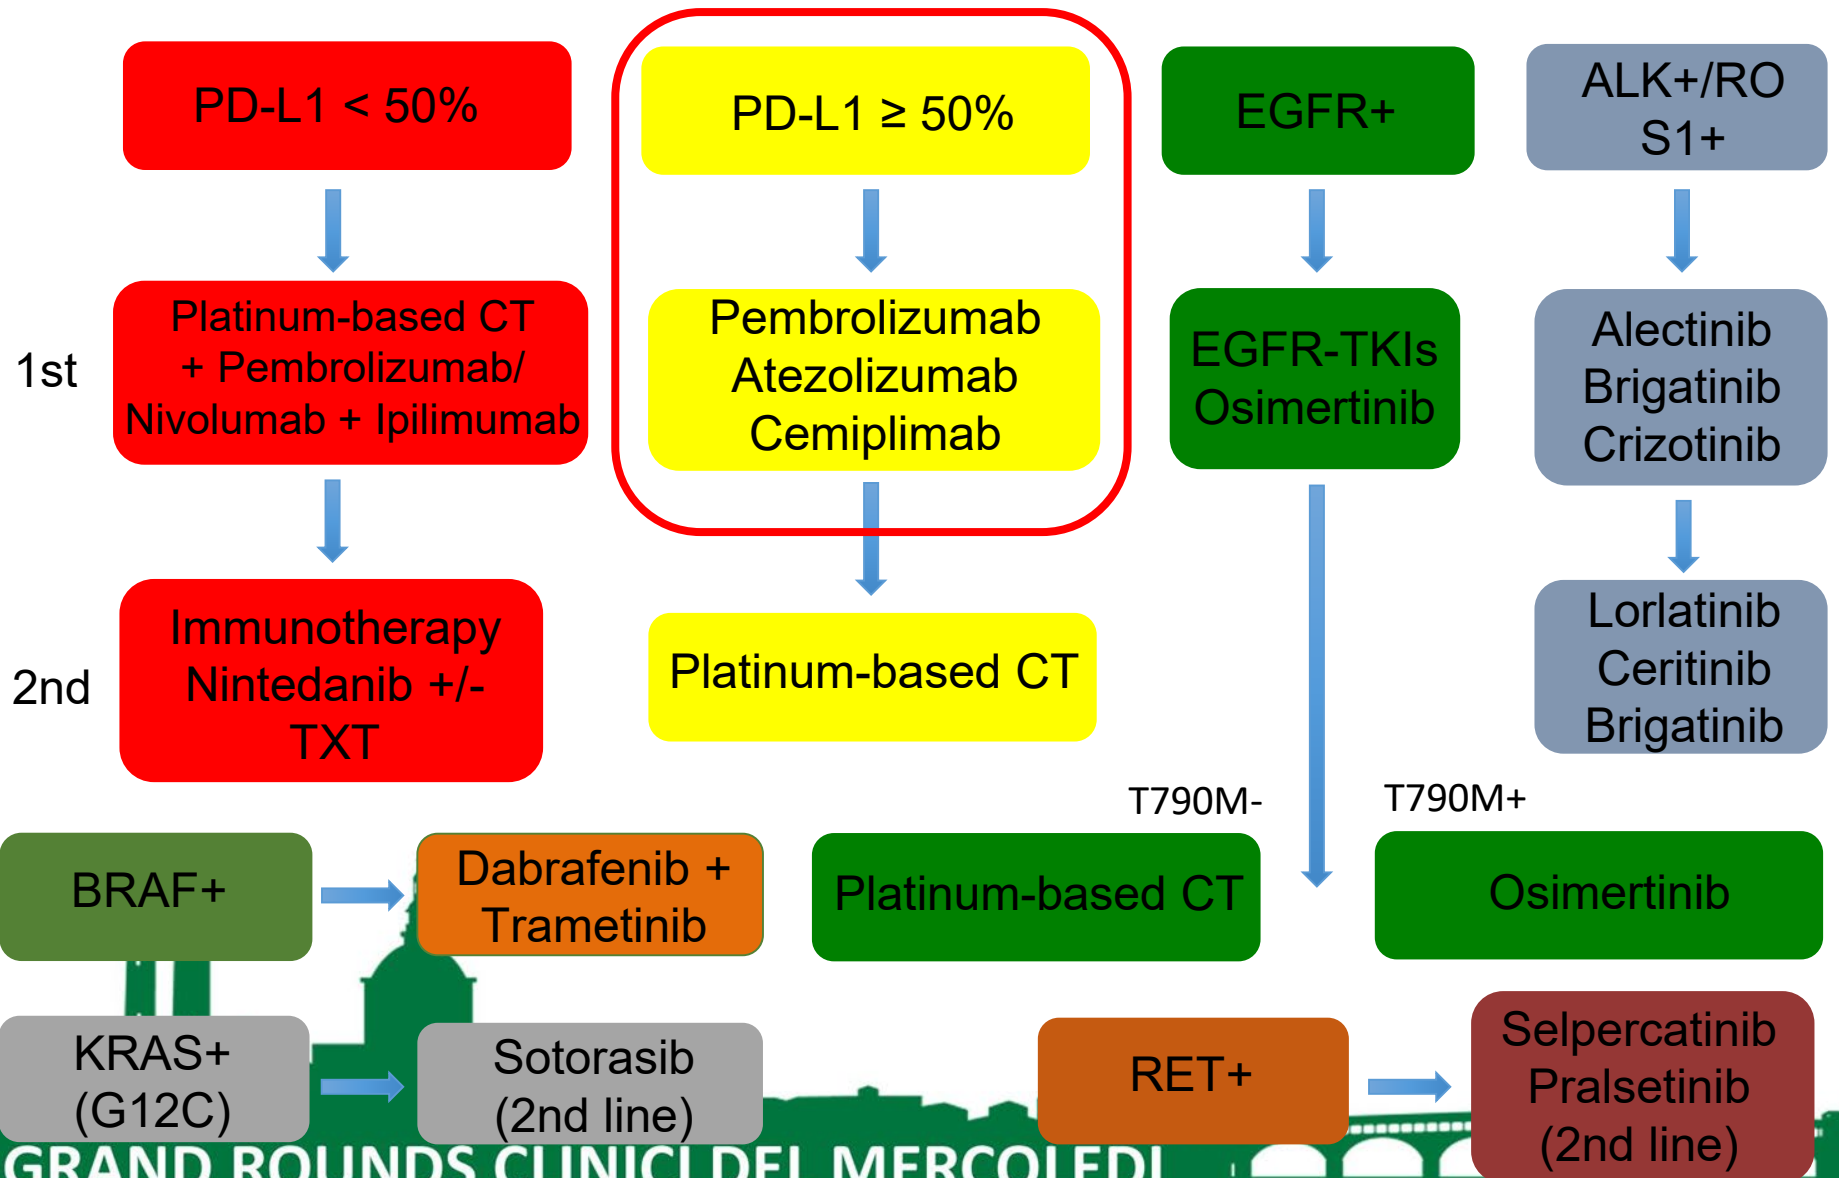 PD-L1 < 50%
PD-L1 ≥ 50%
EGFR+
ALK+/RO
S1+
1st
Platinum-based CT
+ Pembrolizumab/
Nivolumab + Ipilimumab
Pembrolizumab
Atezolizumab
Cemiplimab
EGFR-TKIs
Osimertinib
Alectinib
Brigatinib
Crizotinib
2nd
Immunotherapy
Nintedanib +/-
TXT
Platinum-based CT
Lorlatinib
Ceritinib
Brigatinib
T790M-
T790M+
BRAF+
Dabrafenib +
Trametinib
Platinum-based CT
Osimertinib
KRAS+
(G12C)
Sotorasib
(2nd line)
RET+
Selpercatinib
Pralsetinib
(2nd line)
GRAND ROUNDS CLINICI DEL MERCOLEDI